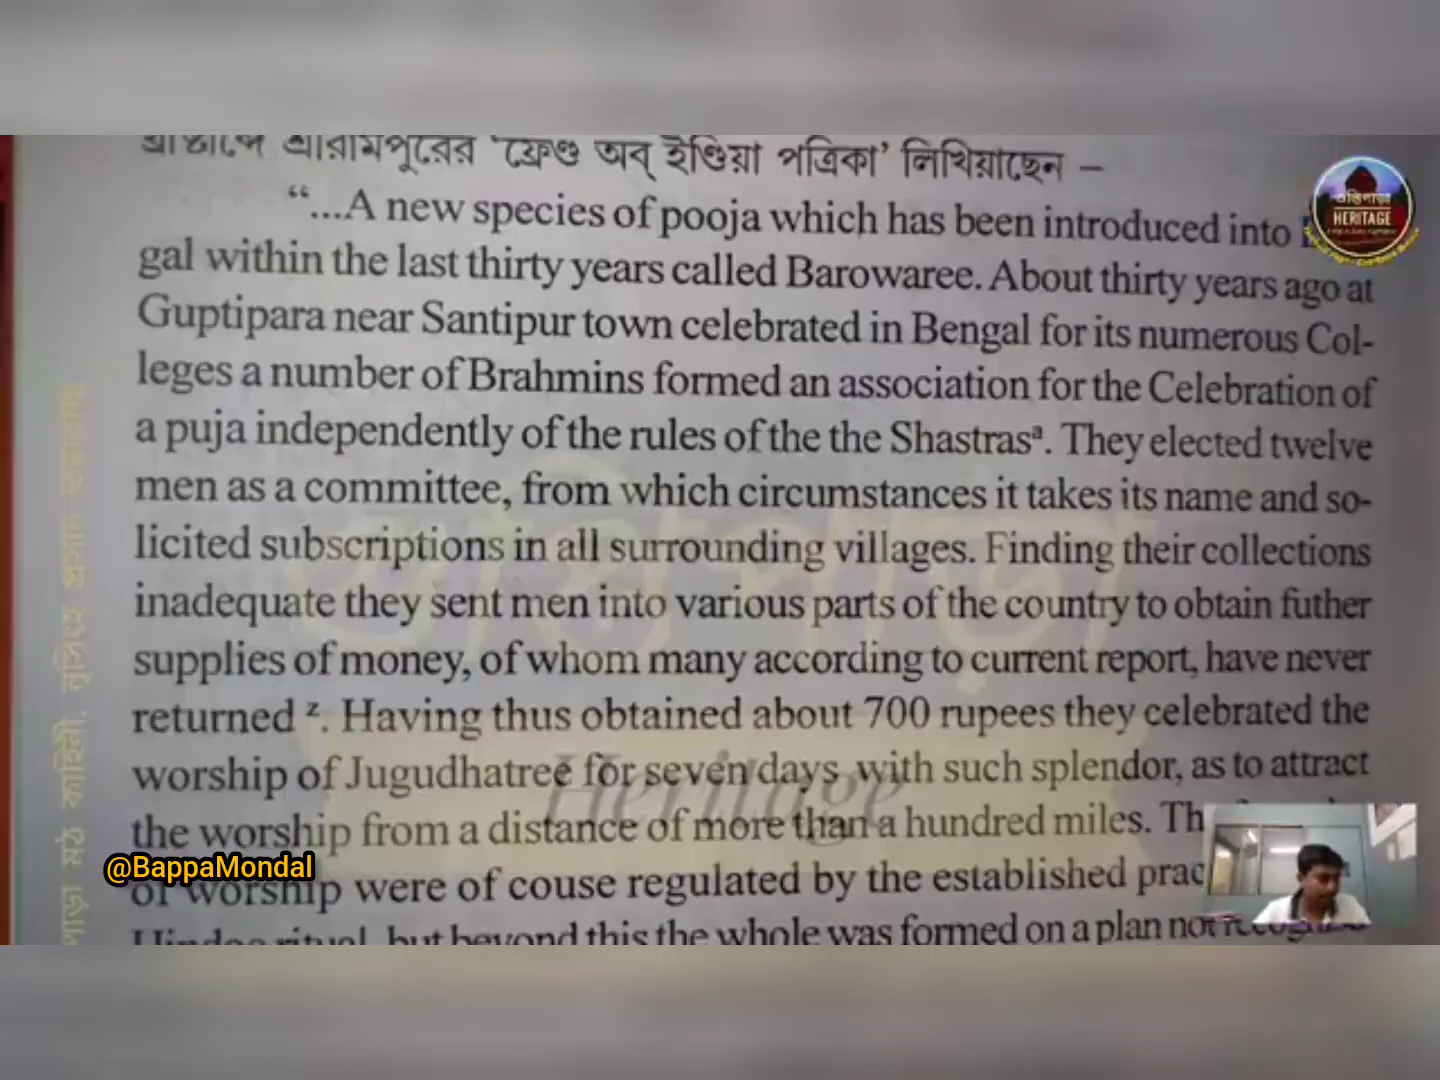 শ্রীরামপুরের 'ফ্রেণ্ড অব্ ইণ্ডিয়া পত্রিকা' লিখিয়াছেন –
“...A new species of pooja which has been introduced into
gal within the last thirty years called Barowaree. About thirty years ago at
Guptipara near Santipur town celebrated in Bengal for its numerous Col-
leges a number of Brahmins formed an association for the Celebration of
a puja independently of the rules of the the Shastrasª. They elected twelve
men as a committee, from which circumstances it takes its name and so-
licited subscriptions in all surrounding villages. Finding their collections
inadequate they sent men into various parts of the country to obtain futher
supplies of money, of whom many according to current report, have never
returned ᶻ. Having thus obtained about 700 rupees they celebrated the
worship of Jugudhatree for seven days with such splendor, as to attract
the worship from a distance of more than a hundred miles. Th
of worship were of couse regulated by the established prac
Hindoo ritual, but beyond this the whole was formed on a plan not
@BappaMondal
গুপ্তিপাড়া
HERITAGE
গুপ্তিপাড়া
Heritage
পাড়া মঠ কাহিনী, নৃসিংহ প্রসাদ ভট্টাচার্য